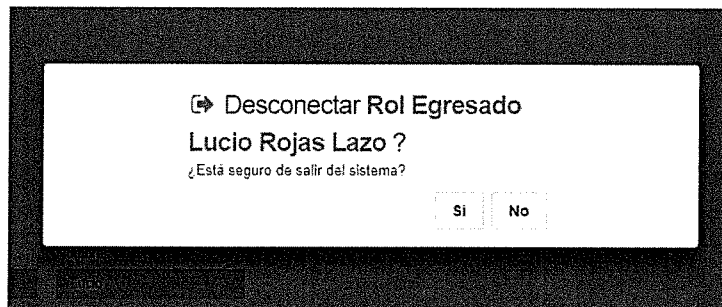 Desconectar Rol Egresado
Lucio Rojas Lazo ?
¿Está seguro de salir del sistema?
Si No